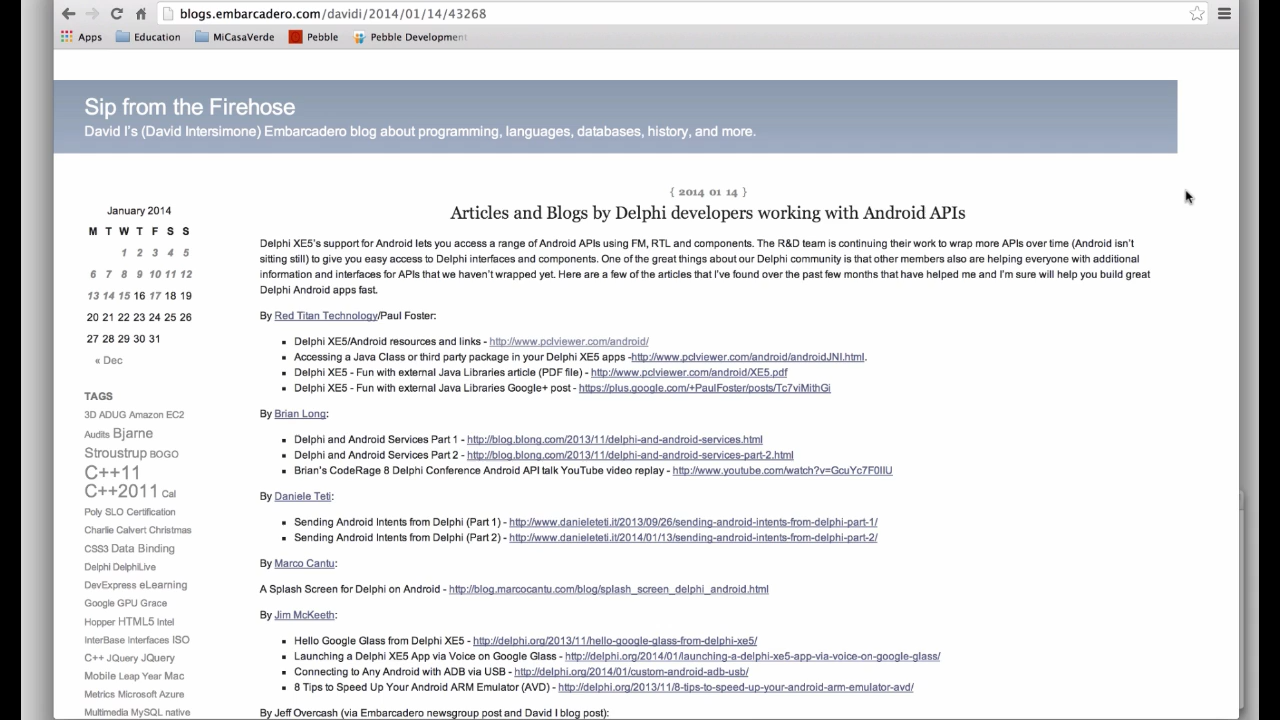 blogs.embarcadero.com/davidi/2014/01/14/43268
Apps Education MiCasaVerde Pebble Pebble Development
Sip from the Firehose
David I's (David Intersimone) Embarcadero blog about programming, languages, databases, history, and more.
January 2014
M T W T F S S
1 2 3 4 5
6 7 8 9 10 11 12
13 14 15 16 17 18 19
20 21 22 23 24 25 26
27 28 29 30 31
« Dec
TAGS
3D ADUG Amazon EC2
Audits Bjarne
Stroustrup BOGO
C++11
C++2011 Cal
Poly SLO Certification
Charlie Calvert Christmas
CSS3 Data Binding
Delphi DelphiLive
DevExpress eLearning
Google GPU Grace
Hopper HTML5 Intel
InterBase Interfaces ISO
C++ JQuery JQuery
Mobile Leap Year Mac
Metrics Microsoft Azure
Multimedia MySQL native
{ 2014 01 14 }
Articles and Blogs by Delphi developers working with Android APIs
Delphi XE5's support for Android lets you access a range of Android APIs using FM, RTL and components. The R&D team is continuing their work to wrap more APIs over time (Android isn't
sitting still) to give you easy access to Delphi interfaces and components. One of the great things about our Delphi community is that other members also are helping everyone with additional
information and interfaces for APIs that we haven't wrapped yet. Here are a few of the articles that I've found over the past few months that have helped me and I'm sure will help you build great
Delphi Android apps fast.
By Red Titan Technology/Paul Foster:
Delphi XE5/Android resources and links - http://www.pclviewer.com/android/
Accessing a Java Class or third party package in your Delphi XE5 apps -http://www.pclviewer.com/android/androidJNI.html.
Delphi XE5 - Fun with external Java Libraries article (PDF file) - http://www.pclviewer.com/android/XE5.pdf
Delphi XE5 - Fun with external Java Libraries Google+ post - https://plus.google.com/+PaulFoster/posts/Tc7viMithGi
By Brian Long:
Delphi and Android Services Part 1 - http://blog.blong.com/2013/11/delphi-and-android-services.html
Delphi and Android Services Part 2 - http://blog.blong.com/2013/11/delphi-and-android-services-part-2.html
Brian's CodeRage 8 Delphi Conference Android API talk YouTube video replay - http://www.youtube.com/watch?v=GcuYc7F0IIU
By Daniele Teti:
Sending Android Intents from Delphi (Part 1) - http://www.danieleteti.it/2013/09/26/sending-android-intents-from-delphi-part-1/
Sending Android Intents from Delphi (Part 2) - http://www.danieleteti.it/2014/01/13/sending-android-intents-from-delphi-part-2/
By Marco Cantu:
A Splash Screen for Delphi on Android - http://blog.marcocantu.com/blog/splash_screen_delphi_android.html
By Jim McKeeth:
Hello Google Glass from Delphi XE5 - http://delphi.org/2013/11/hello-google-glass-from-delphi-xe5/
Launching a Delphi XE5 App via Voice on Google Glass - http://delphi.org/2014/01/launching-a-delphi-xe5-app-via-voice-on-google-glass/
Connecting to Any Android with ADB via USB - http://delphi.org/2014/01/custom-android-adb-usb/
8 Tips to Speed Up Your Android ARM Emulator (AVD) - http://delphi.org/2013/11/8-tips-to-speed-up-your-android-arm-emulator-avd/
By Jeff Overcash (via Embarcadero newsgroup post and David I blog post):